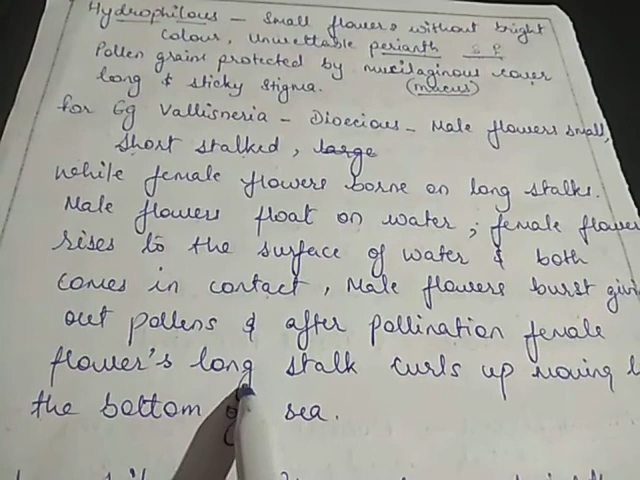 Hydrophilous – Small flowers without bright
colour, Unwettable perianth S P
Pollen grains protected by mucilaginous cover
long & sticky stigma. (mucus)
for Eg Vallisneria – Dioecious – Male flowers small,
short stalked, large
While female flowers borne on long stalks.
Male flowers float on water; female flower
rises to the surface of water & both
comes in contact, Male flowers burst givi
out pollens & after pollination female
flower's long stalk curls up moving
the bottom sea.